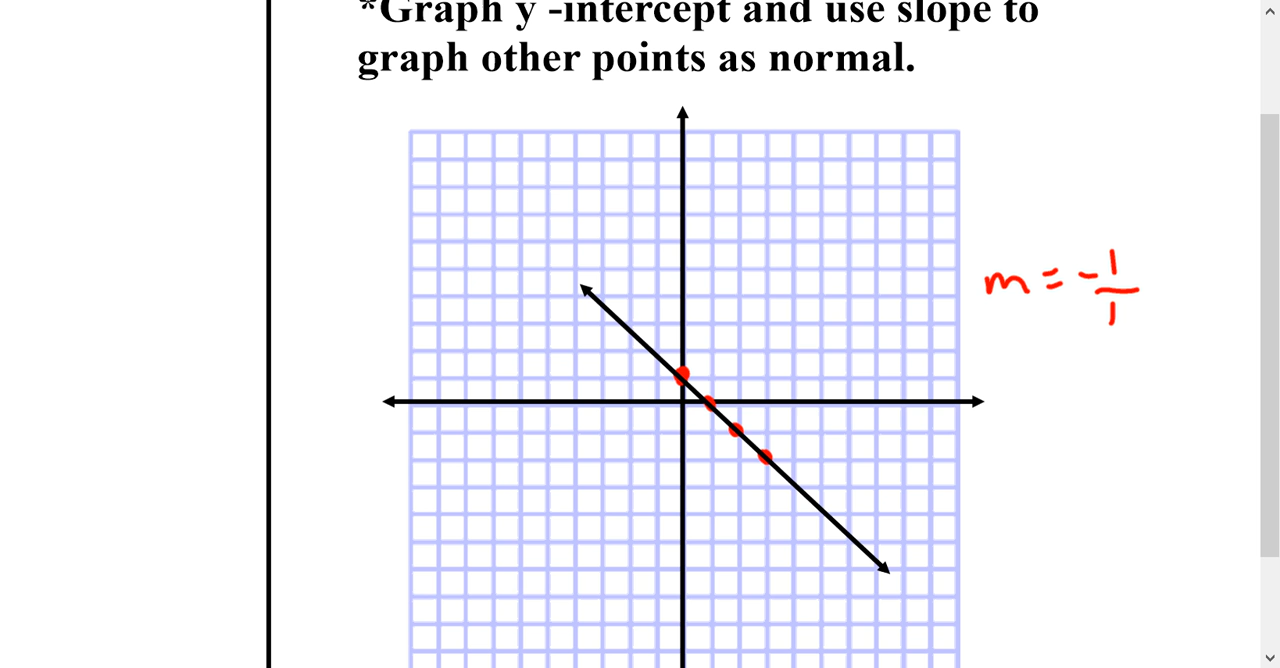 *Graph y -intercept and use slope to
graph other points as normal.
m = -1/1